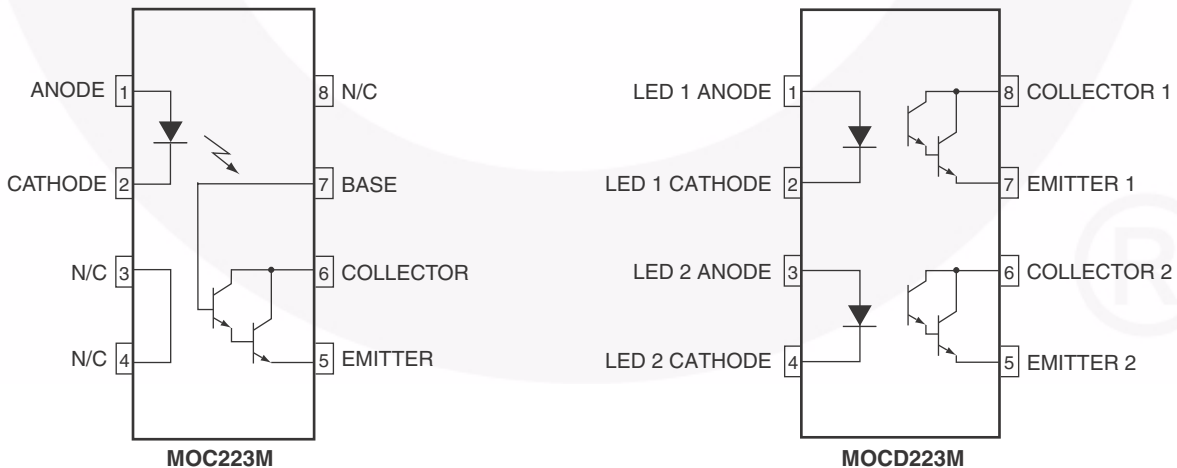 ANODE 1
8 N/C
CATHODE 2
7 BASE
N/C 3
6 COLLECTOR
N/C 4
5 EMITTER
MOC223M
LED 1 ANODE 1
8 COLLECTOR 1
LED 1 CATHODE 2
7 EMITTER 1
LED 2 ANODE 3
6 COLLECTOR 2
LED 2 CATHODE 4
5 EMITTER 2
MOCD223M
®